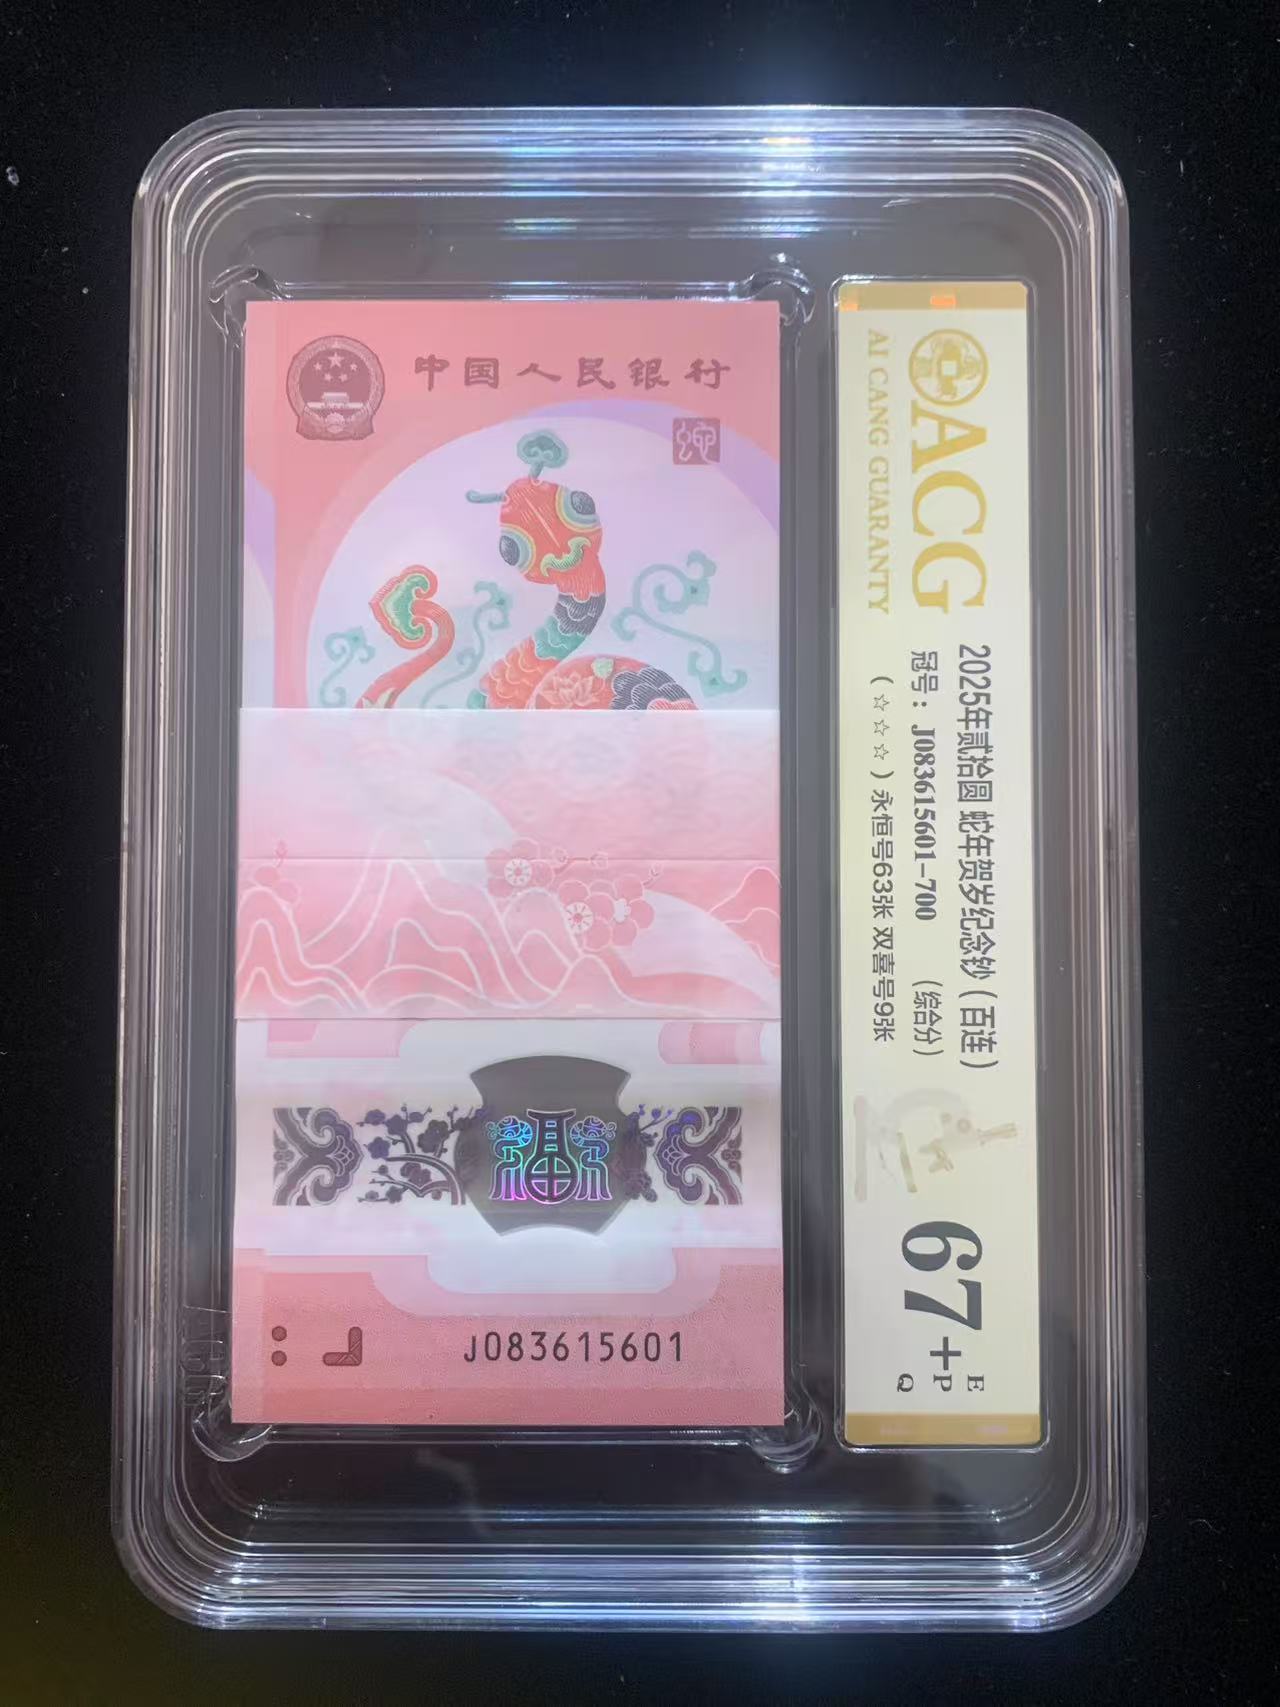 中国人民银行
J083615601
ACG
AI CANG GUARANTY
2025年贰拾圆 蛇年贺岁纪念钞（百连）
冠号：J083615601-700 （综合分）
（☆☆☆）永恒号63张 双喜号9张
67+
E
P
Q